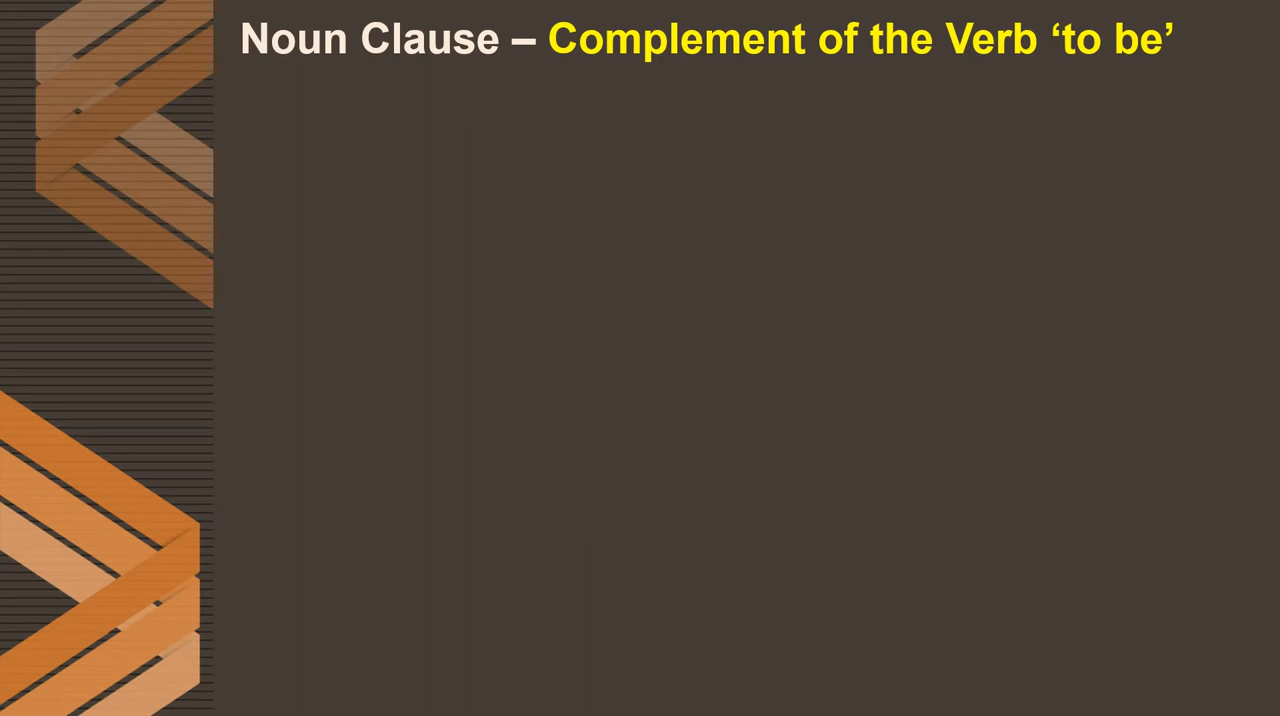 Noun Clause – Complement of the Verb ‘to be’